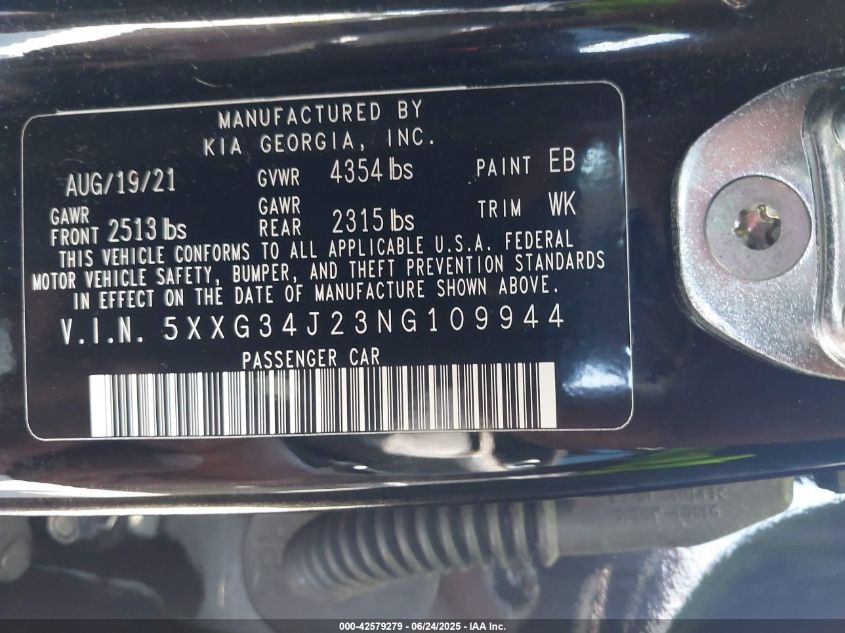 MANUFACTURED BY
KIA GEORGIA, INC.
AUG/19/21 GVWR 4354 lbs PAINT EB
GAWR FRONT 2513 lbs GAWR REAR 2315 lbs TRIM WK
THIS VEHICLE CONFORMS TO ALL APPLICABLE U.S.A. FEDERAL
MOTOR VEHICLE SAFETY, BUMPER, AND THEFT PREVENTION STANDARDS
IN EFFECT ON THE DATE OF MANUFACTURE SHOWN ABOVE.
V.I.N. 5XXG34J23NG109944
PASSENGER CAR
000-42579279 - 06/24/2025 - IAA Inc.